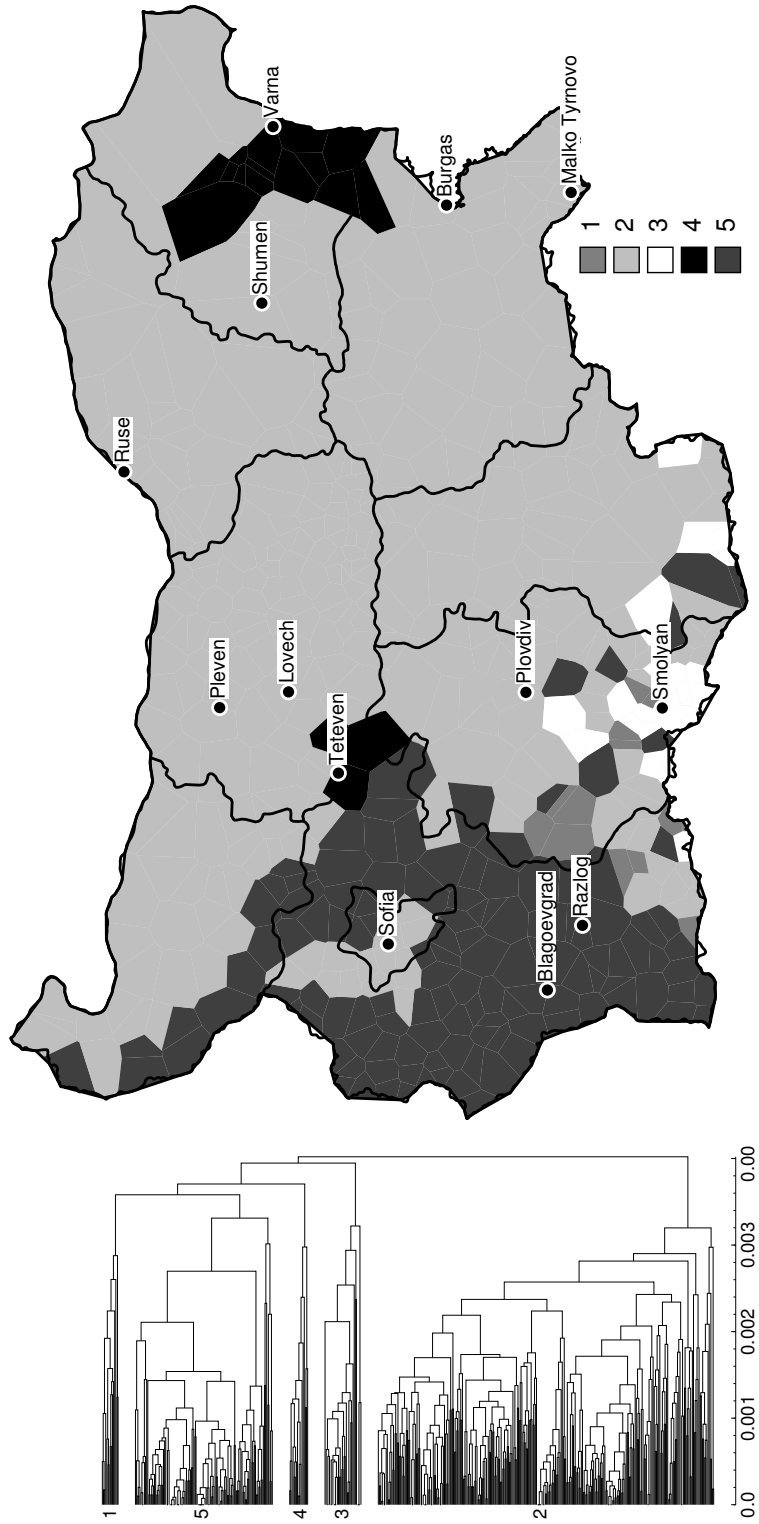 Varna
Malko Tyrnovo
Burgas
Shumen
Ruse
Pleven
Lovech
Teteven
Plovdiv
Smolyan
Sofia
Blagoevgrad
Razlog
1
2
3
4
5
1
5
4
3
2
0.0
0.001
0.002
0.003
0.00